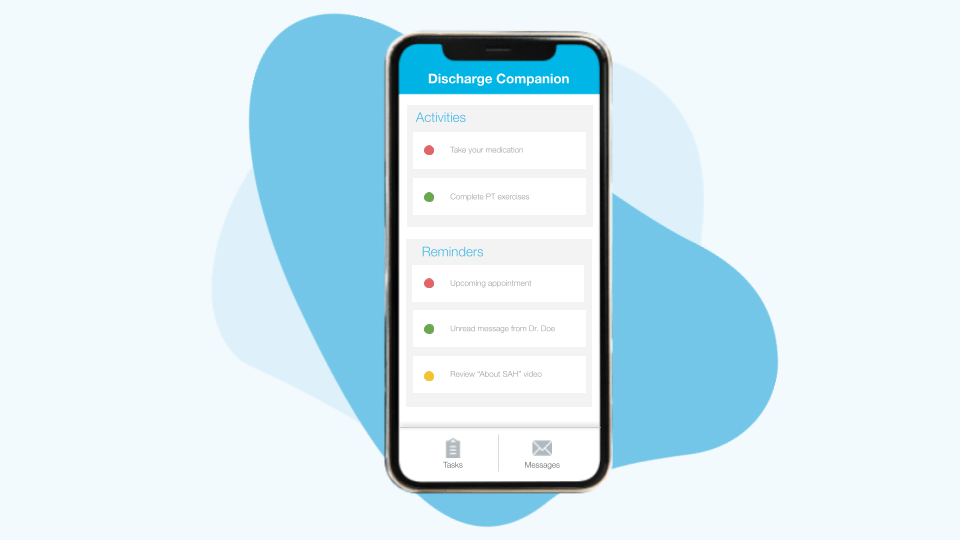 Discharge Companion
Activities
Take your medication
Complete PT exercises
Reminders
Upcoming appointment
Unread message from Dr. Doe
Review "About SAH" video
Tasks
Messages